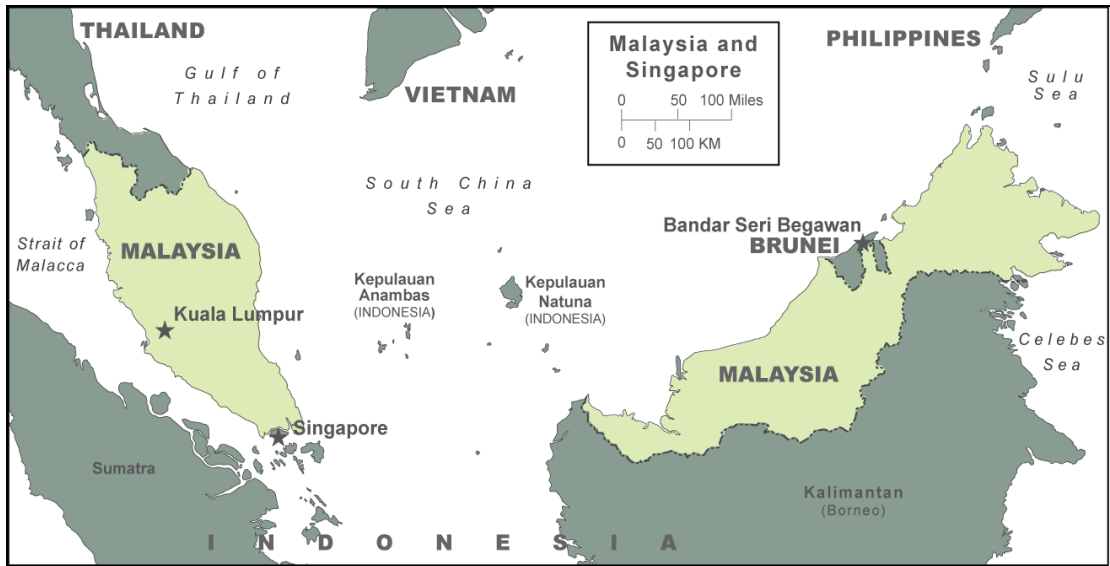 THAILAND
Gulf of
Thailand
VIETNAM
Malaysia and
Singapore
0 50 100 Miles
0 50 100 KM
PHILIPPINES
Sulu
Sea
South China
Sea
Strait of
Malacca
MALAYSIA
Kuala Lumpur
Kepulauan
Anambas
(INDONESIA)
Kepulauan
Natuna
(INDONESIA)
Bandar Seri Begawan
BRUNEI
Celebes
Sea
MALAYSIA
Singapore
Sumatra
Kalimantan
(Borneo)
INDONESIA